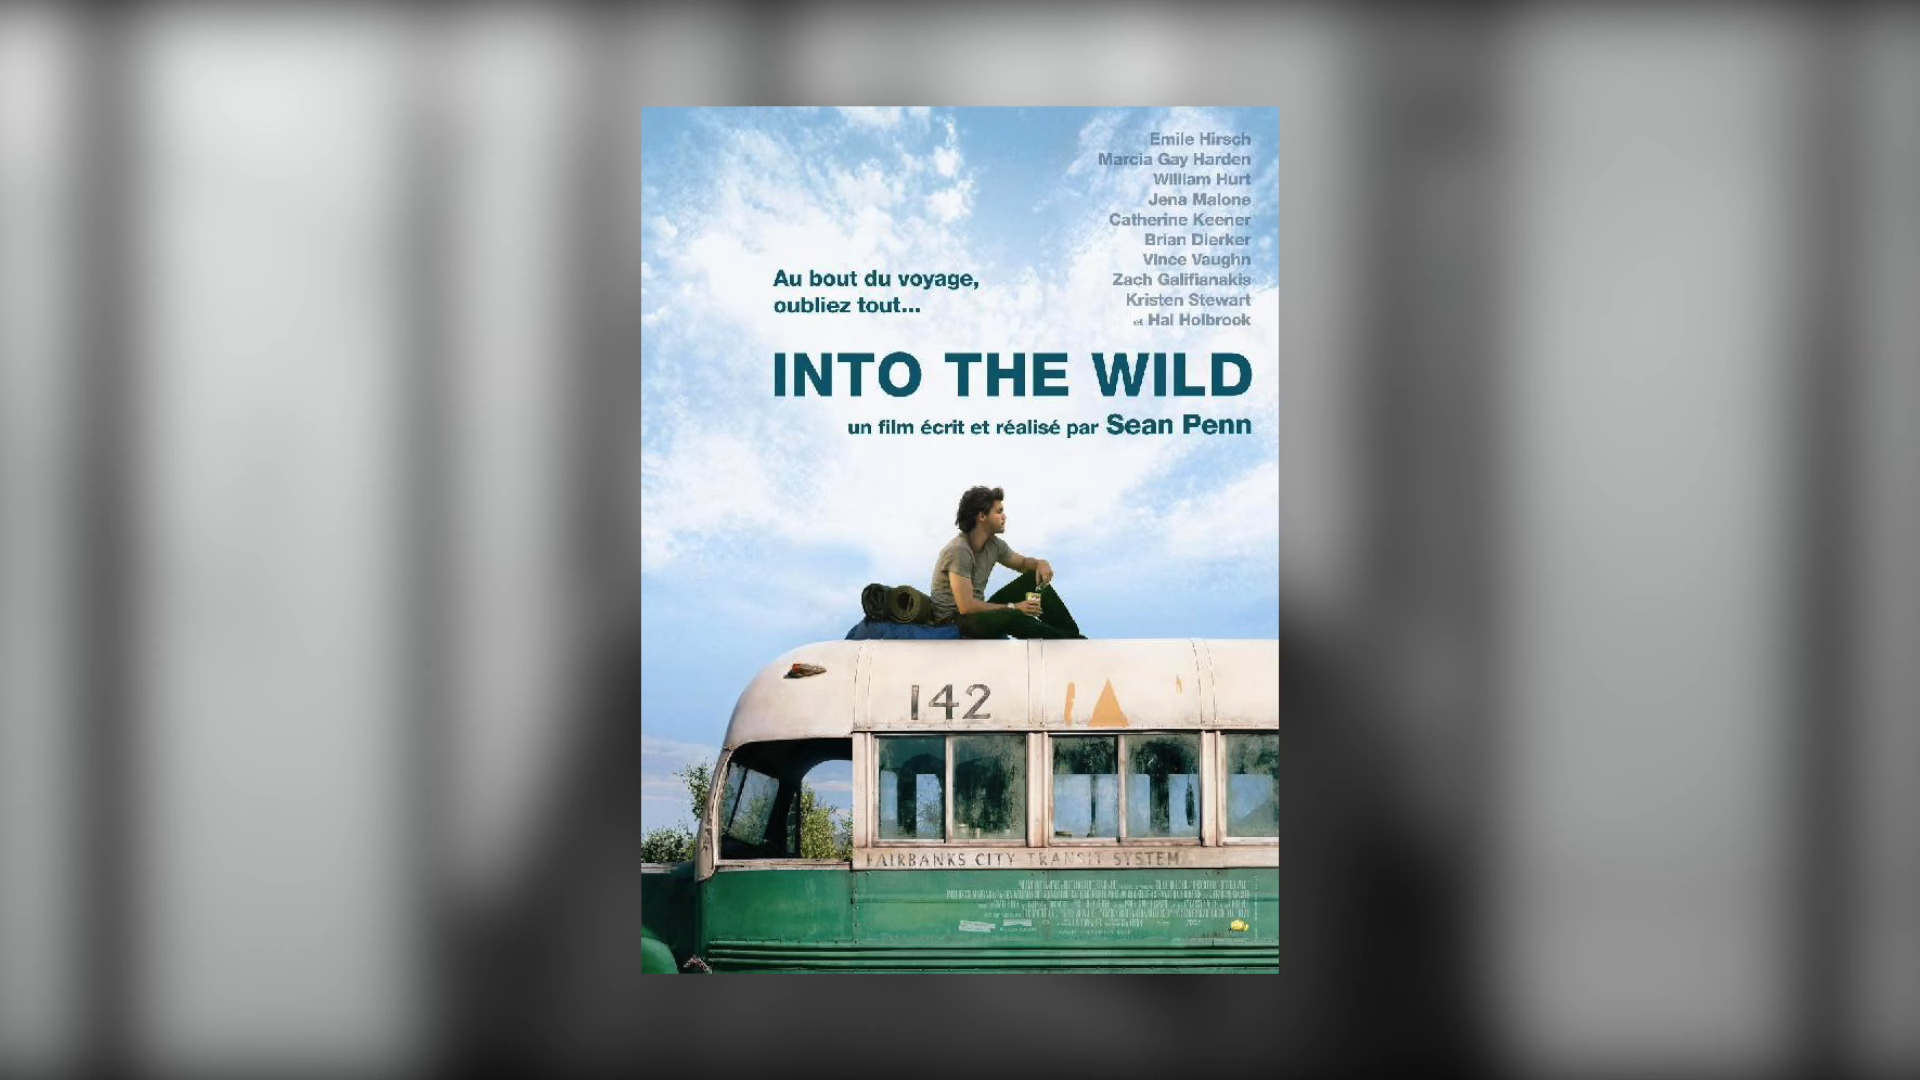 Emile Hirsch
Marcia Gay Harden
William Hurt
Jena Malone
Catherine Keener
Brian Dierker
Vince Vaughn
Zach Galifianakis
Kristen Stewart
et Hal Holbrook
Au bout du voyage,
oubliez tout...
INTO THE WILD
un film écrit et réalisé par Sean Penn
142
FAIRBANKS CITY TRANSIT SYSTEM